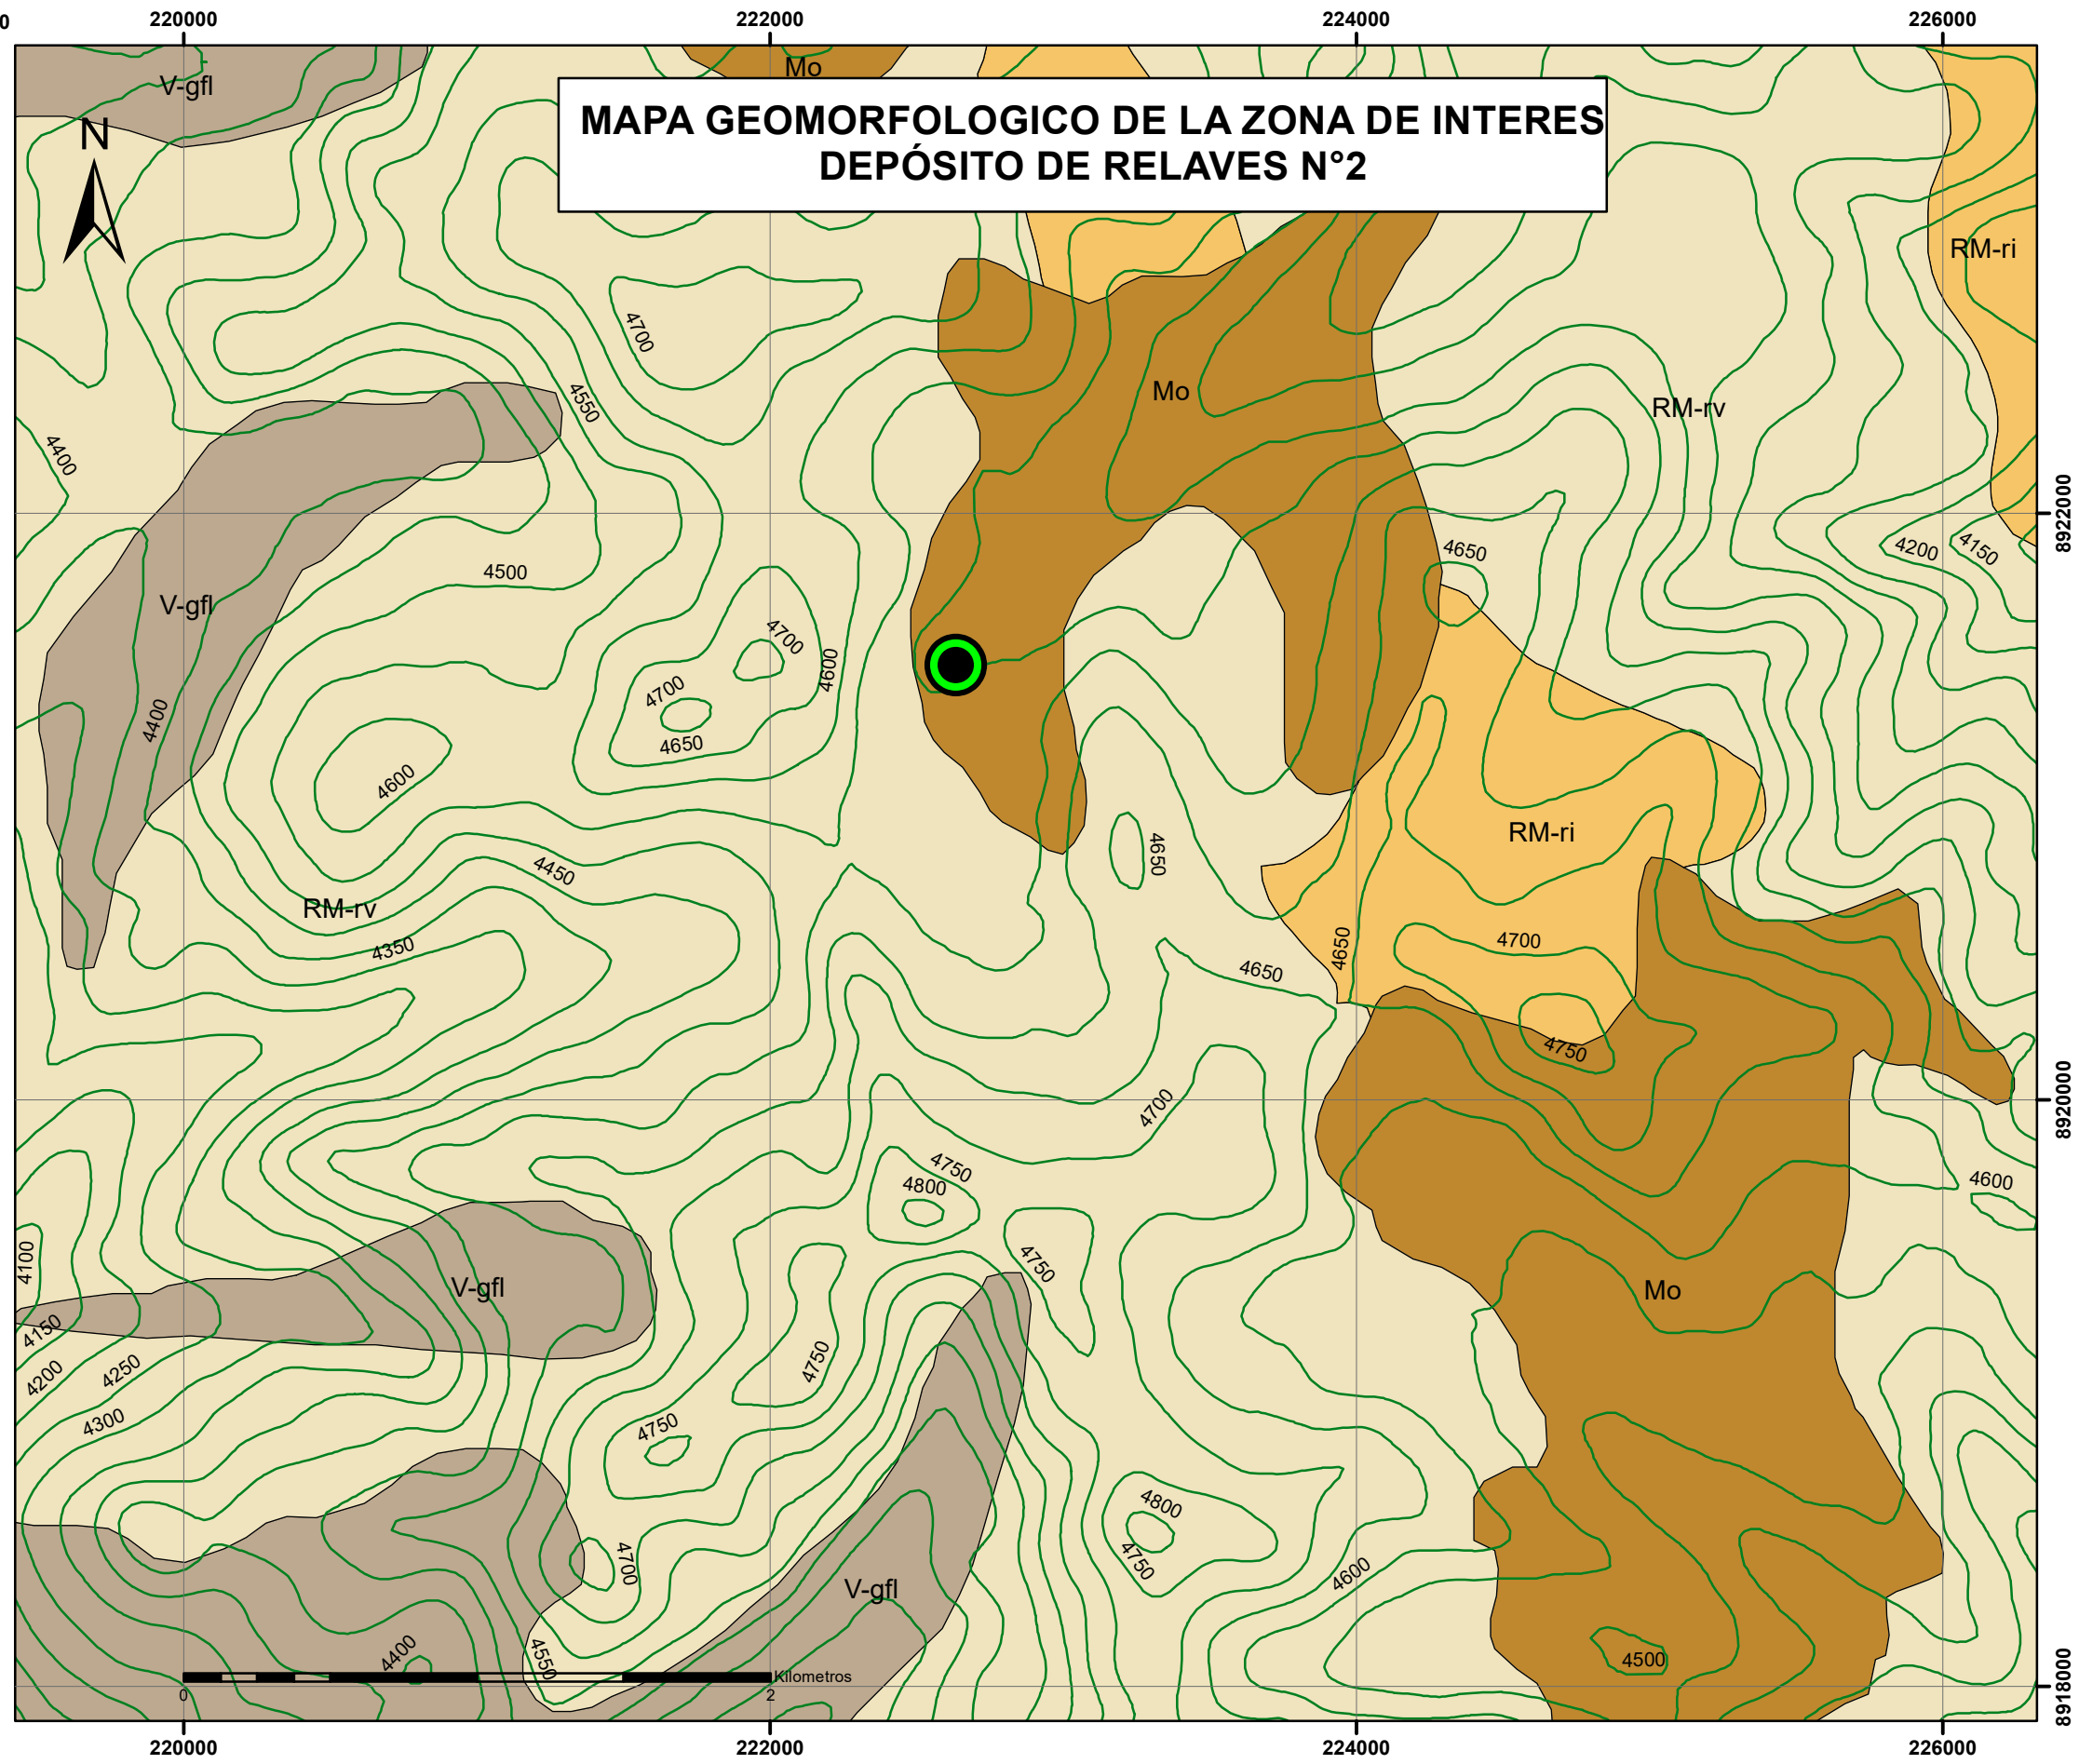 0 220000 222000 224000 226000
V-gfl
Mo
MAPA GEOMORFOLOGICO DE LA ZONA DE INTERES
DEPÓSITO DE RELAVES N°2
N
RM-ri
4700
4550
Mo
RM-rv
4400
8922000
4650
4200
4150
4500
V-gfl
4700
4600
4700
4400
4650
4600
RM-ri
4650
4450
RM-rv
4350
4700
4650
4650
4750
8920000
4700
4750
4800
4600
4100
4750
V-gfl
Mo
4150
4200
4250
4750
4300
4750
4800
4700
4750
4600
V-gfl
4400
4550
4500
Kilometros
0 2
8918000
220000 222000 224000 226000